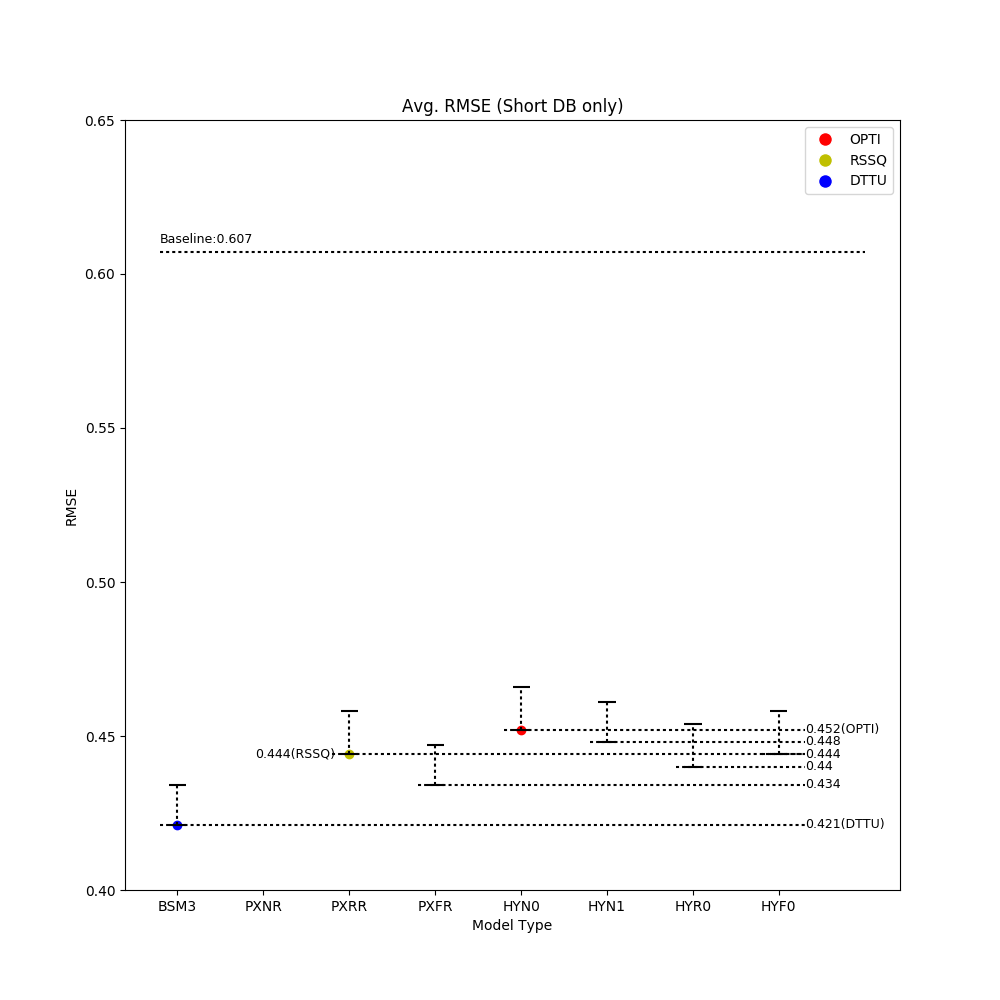 Avg. RMSE (Short DB only)
0.65
OPTI
RSSQ
DTTU
Baseline:0.607
0.60
0.55
RMSE
0.50
0.45
0.452(OPTI)
0.448
0.444(RSSQ)
0.444
0.44
0.434
0.421(DTTU)
0.40
BSM3 PXNR PXRR PXFR HYN0 HYN1 HYR0 HYF0
Model Type